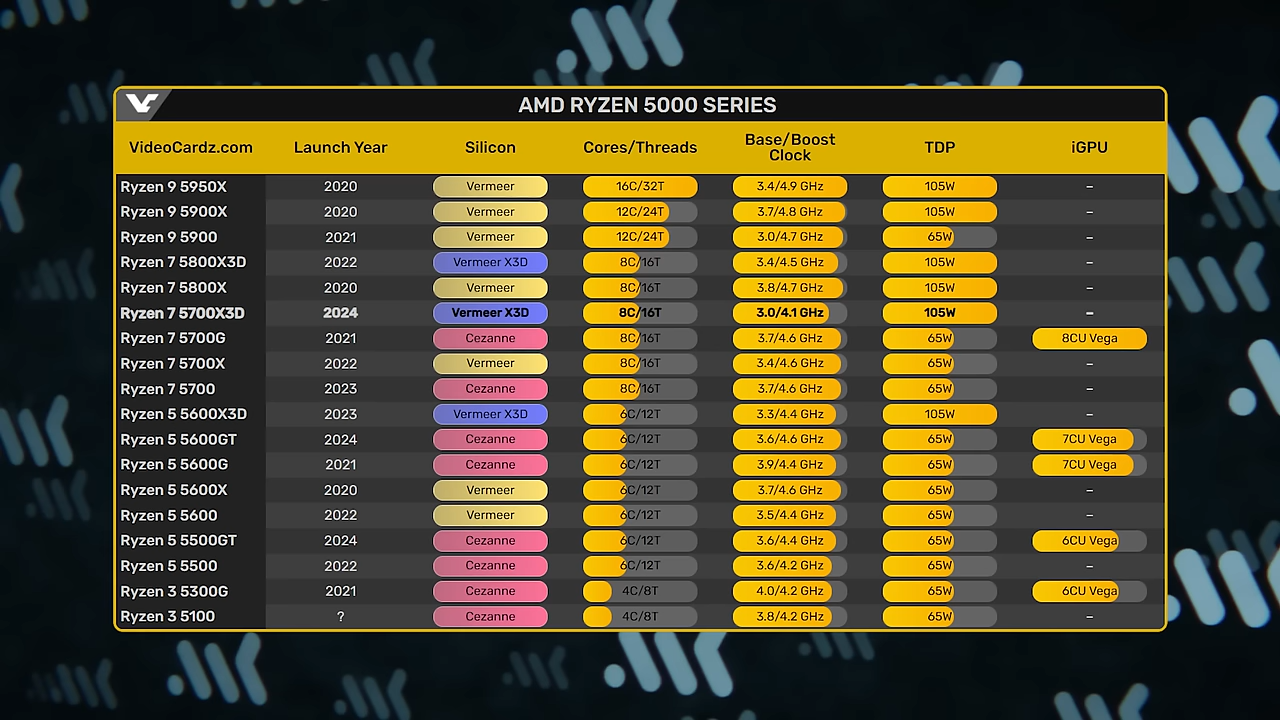 AMD RYZEN 5000 SERIES
VideoCardz.com Launch Year Silicon Cores/Threads Base/Boost Clock TDP iGPU
Ryzen 9 5950X 2020 Vermeer 16C/32T 3.4/4.9 GHz 105W –
Ryzen 9 5900X 2020 Vermeer 12C/24T 3.7/4.8 GHz 105W –
Ryzen 9 5900 2021 Vermeer 12C/24T 3.0/4.7 GHz 65W –
Ryzen 7 5800X3D 2022 Vermeer X3D 8C/16T 3.4/4.5 GHz 105W –
Ryzen 7 5800X 2020 Vermeer 8C/16T 3.8/4.7 GHz 105W –
Ryzen 7 5700X3D 2024 Vermeer X3D 8C/16T 3.0/4.1 GHz 105W –
Ryzen 7 5700G 2021 Cezanne 8C/16T 3.7/4.6 GHz 65W 8CU Vega
Ryzen 7 5700X 2022 Vermeer 8C/16T 3.4/4.6 GHz 65W –
Ryzen 7 5700 2023 Cezanne 8C/16T 3.7/4.6 GHz 65W –
Ryzen 5 5600X3D 2023 Vermeer X3D 6C/12T 3.3/4.4 GHz 105W –
Ryzen 5 5600GT 2024 Cezanne 6C/12T 3.6/4.6 GHz 65W 7CU Vega
Ryzen 5 5600G 2021 Cezanne 6C/12T 3.9/4.4 GHz 65W 7CU Vega
Ryzen 5 5600X 2020 Vermeer 6C/12T 3.7/4.6 GHz 65W –
Ryzen 5 5600 2022 Vermeer 6C/12T 3.5/4.4 GHz 65W –
Ryzen 5 5500GT 2024 Cezanne 6C/12T 3.6/4.4 GHz 65W 6CU Vega
Ryzen 5 5500 2022 Cezanne 6C/12T 3.6/4.2 GHz 65W –
Ryzen 3 5300G 2021 Cezanne 4C/8T 4.0/4.2 GHz 65W 6CU Vega
Ryzen 3 5100 ? Cezanne 4C/8T 3.8/4.2 GHz 65W –